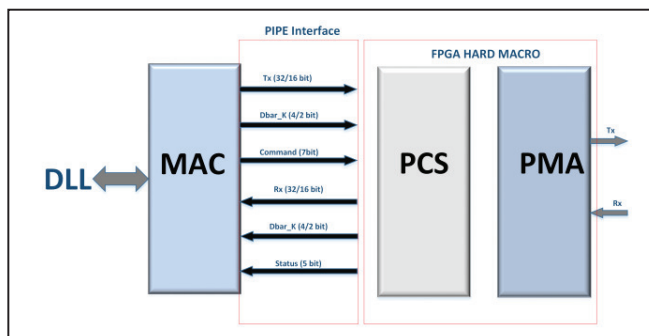 PIPE Interface
FPGA HARD MACRO
Tx (32/16 bit)
Dbar_K (4/2 bit)
Command (7bit)
Rx (32/16 bit)
Dbar_K (4/2 bit)
Status (5 bit)
DLL
MAC
PCS
PMA
Tx
Rx